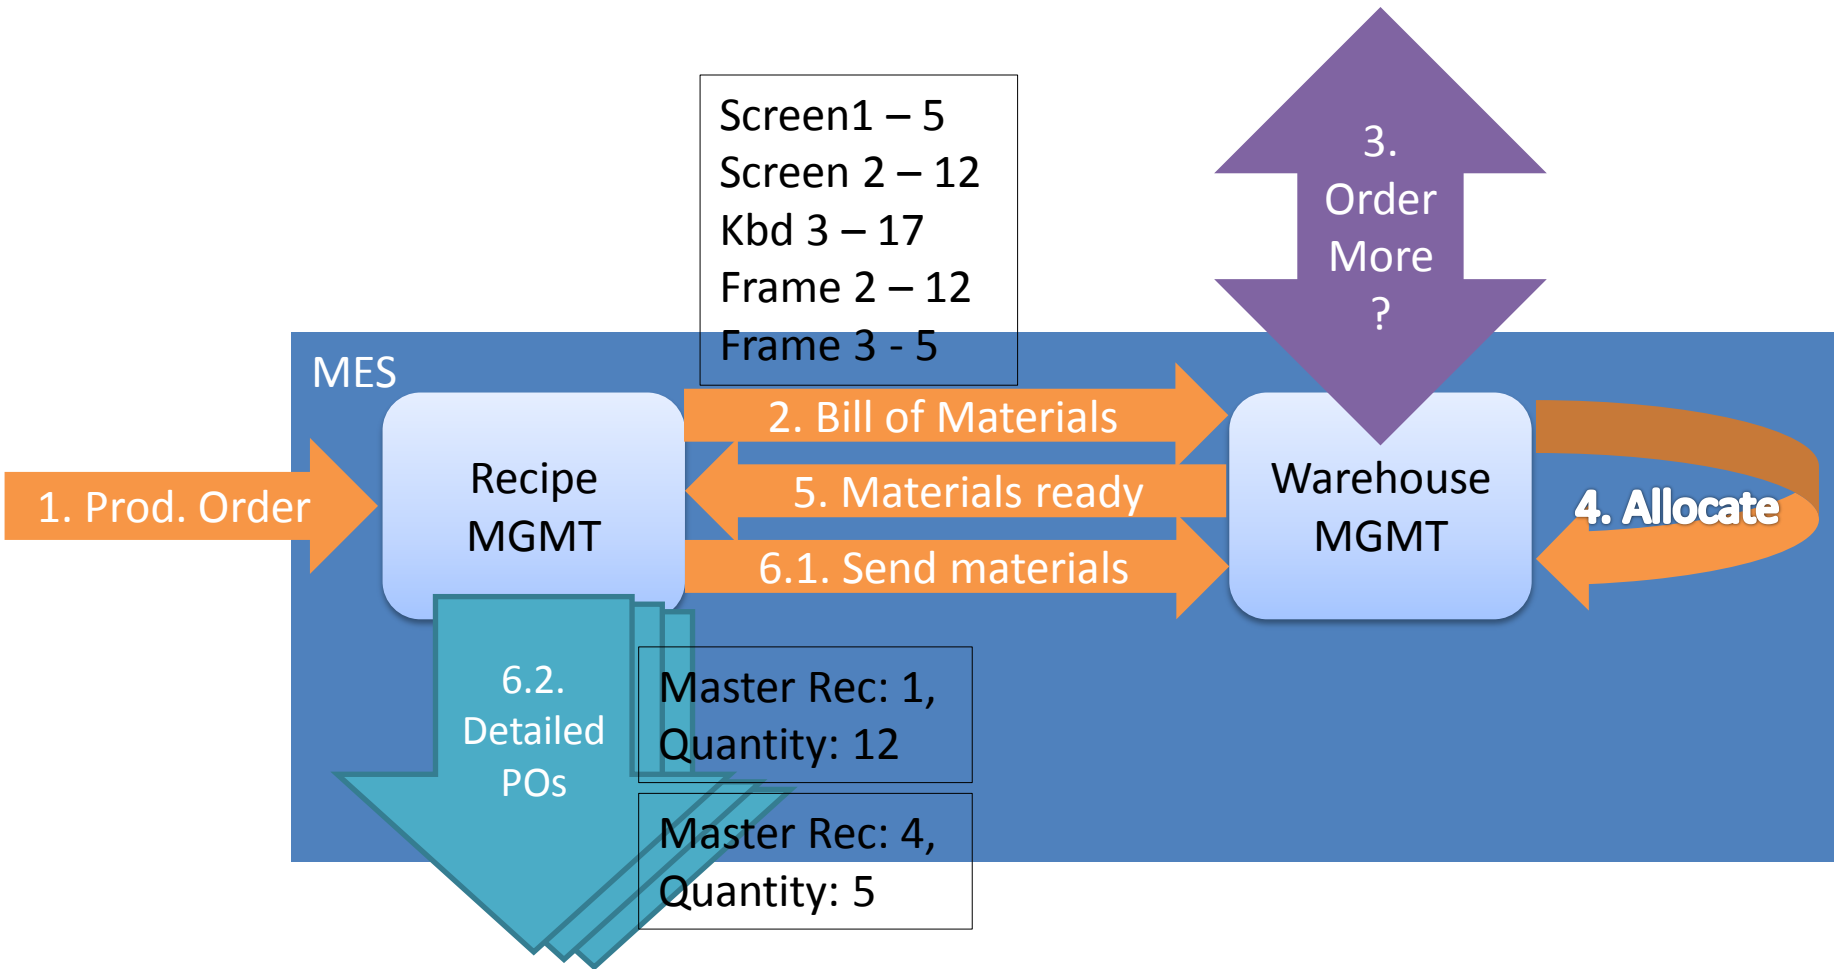 Screen1 – 5
Screen 2 – 12
Kbd 3 – 17
Frame 2 – 12
Frame 3 - 5
3.
Order
More
?
MES
1. Prod. Order
Recipe
MGMT
2. Bill of Materials
5. Materials ready
6.1. Send materials
Warehouse
MGMT
4. Allocate
6.2.
Detailed
POs
Master Rec: 1,
Quantity: 12
Master Rec: 4,
Quantity: 5